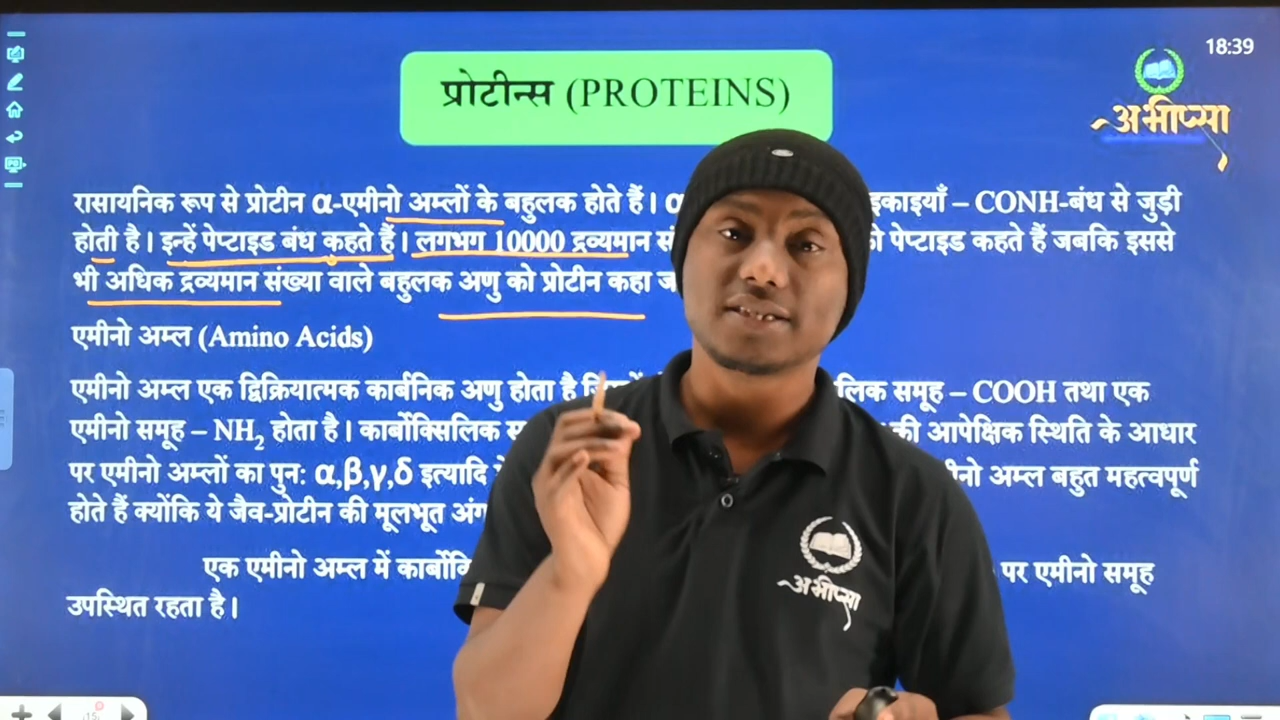 18:39
प्रोटीन्स (PROTEINS)
अभीप्सा
रासायनिक रूप से प्रोटीन α-एमीनो अम्लों के बहुलक होते हैं। α इकाइयाँ – CONH-बंध से जुड़ी
होती है। इन्हें पेप्टाइड बंध कहते हैं। लगभग 10000 द्रव्यमान पेप्टाइड कहते हैं जबकि इससे
भी अधिक द्रव्यमान संख्या वाले बहुलक अणु को प्रोटीन कहा
एमीनो अम्ल (Amino Acids)
एमीनो अम्ल एक द्विक्रियात्मक कार्बनिक अणु होता है समूह – COOH तथा एक
एमीनो समूह – NH₂ होता है। कार्बोक्सिलिक की आपेक्षिक स्थिति के आधार
पर एमीनो अम्लों का पुन: α,β,γ,δ इत्यादि अम्ल बहुत महत्वपूर्ण
होते हैं क्योंकि ये जैव-प्रोटीन की मूलभूत
एक एमीनो अम्ल में पर एमीनो समूह
उपस्थित रहता है।
अभीप्सा
15